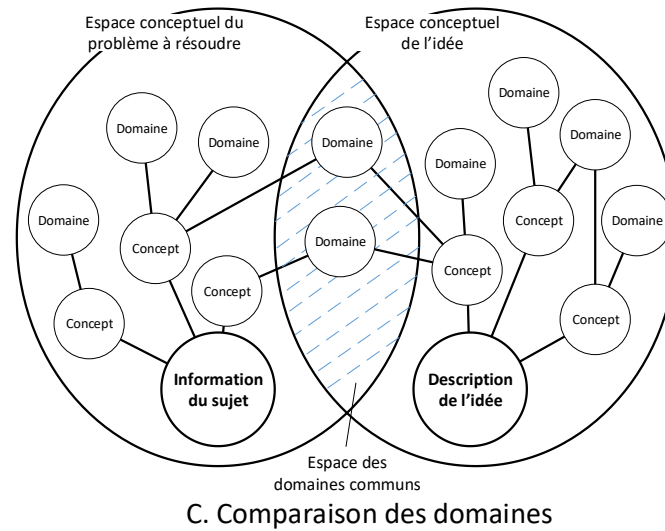 Espace conceptuel du
problème à résoudre
Espace conceptuel
de l'idée
Domaine
Domaine
Domaine
Domaine
Domaine
Domaine
Domaine
Domaine
Domaine
Concept
Concept
Concept
Concept
Concept
Concept
Information
du sujet
Description
de l'idée
Espace des
domaines communs
C. Comparaison des domaines